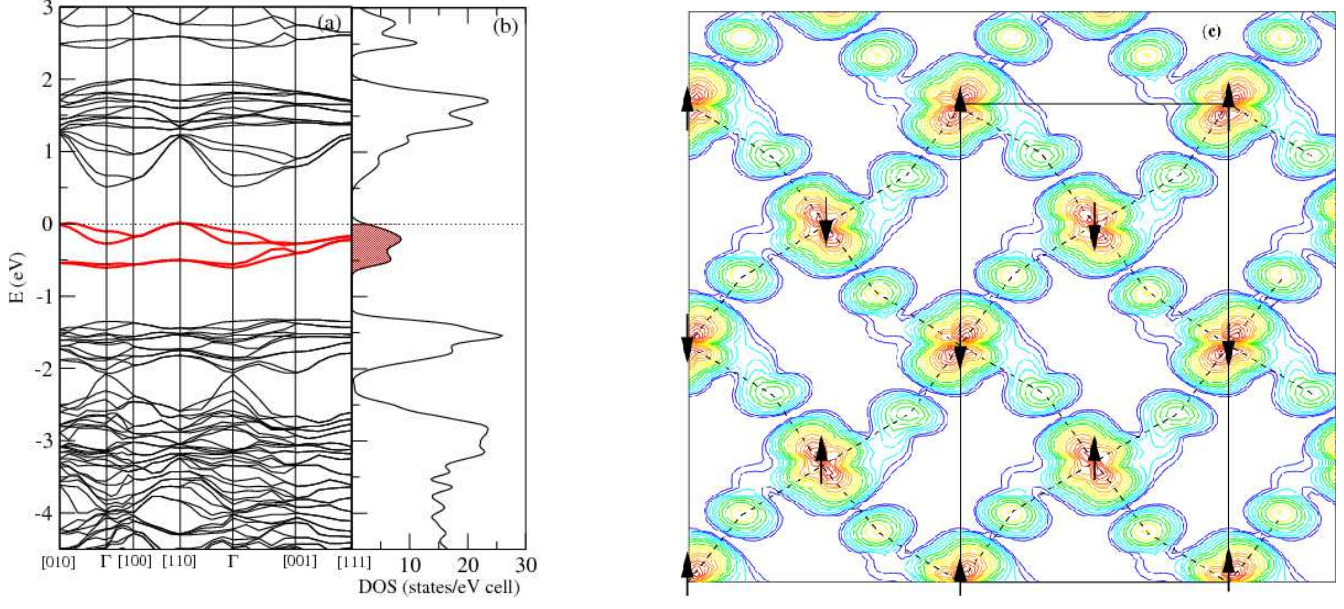 (a)
(b)
(c)
3
2
1
0
-1
-2
-3
-4
E (eV)
[010] Γ [100] [110] Γ [001] [111]
10 20 30
DOS (states/eV cell)